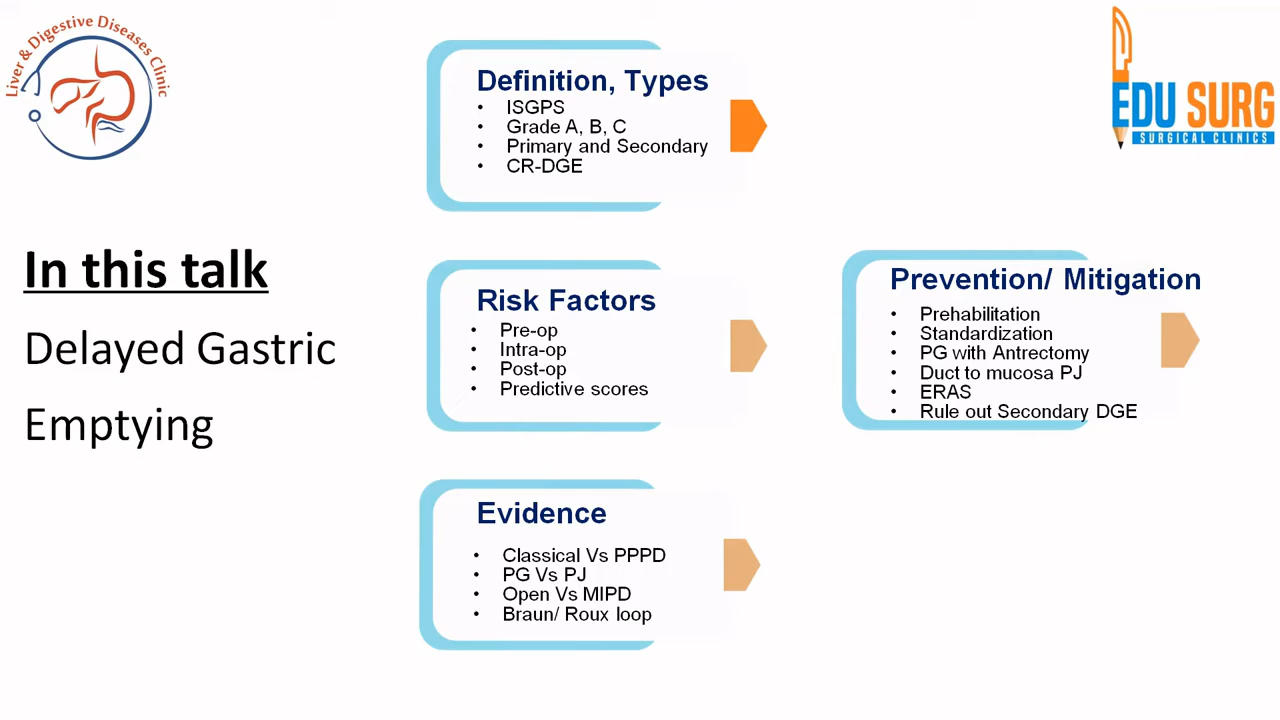 Liver & Digestive Diseases Clinic
EDU SURG
SURGICAL CLINICS
In this talk
Delayed Gastric
Emptying
Definition, Types
• ISGPS
• Grade A, B, C
• Primary and Secondary
• CR-DGE
Risk Factors
• Pre-op
• Intra-op
• Post-op
• Predictive scores
Evidence
• Classical Vs PPPD
• PG Vs PJ
• Open Vs MIPD
• Braun/ Roux loop
Prevention/ Mitigation
• Prehabilitation
• Standardization
• PG with Antrectomy
• Duct to mucosa PJ
• ERAS
• Rule out Secondary DGE